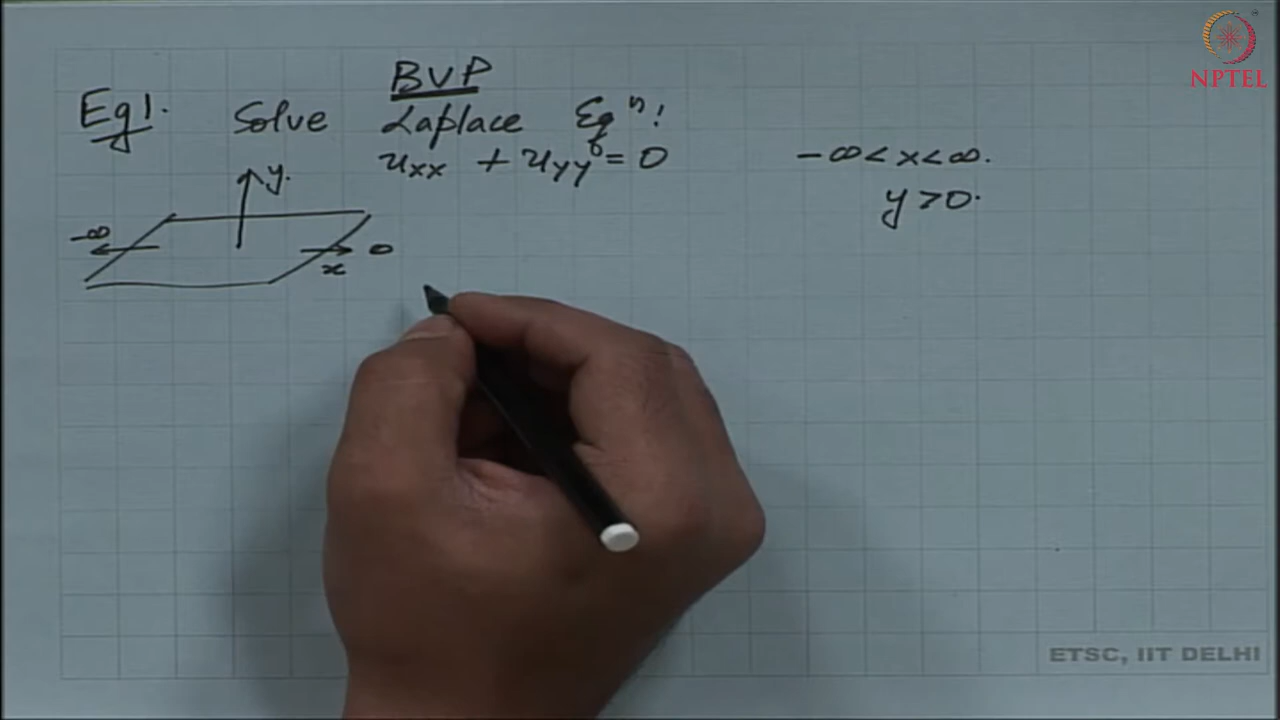 BVP
Eg1. Solve Laplace Eqⁿ:
uxx + uyy = 0
-∞ < x < ∞.
y > 0.
y.
-∞
x
NPTEL
ETSC, IIT DELHI